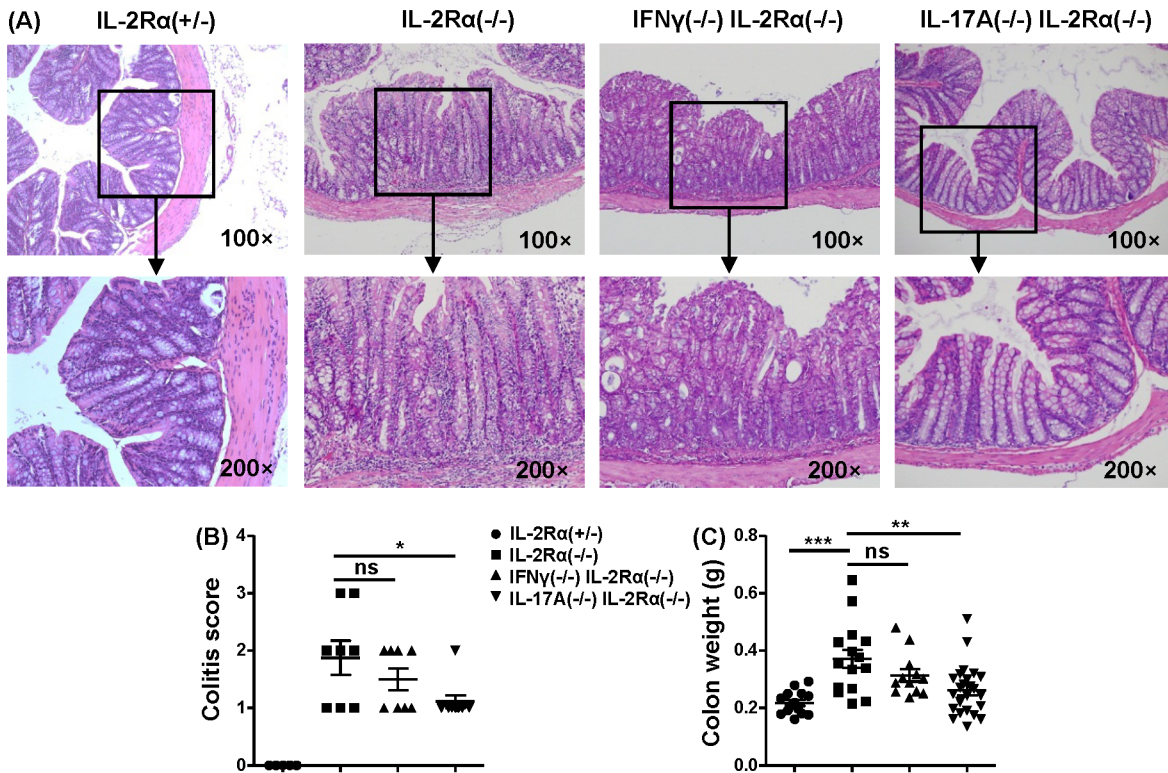 (A) IL-2Rα(+/-) IL-2Rα(-/-) IFNγ(-/-) IL-2Rα(-/-) IL-17A(-/-) IL-2Rα(-/-)
100× 100× 100× 100×
200× 200× 200× 200×
(B)
Colitis score
4
3
2
1
0
*
ns
● IL-2Rα(+/-)
■ IL-2Rα(-/-)
▲ IFNγ(-/-) IL-2Rα(-/-)
▼ IL-17A(-/-) IL-2Rα(-/-)
(C)
Colon weight (g)
0.8
0.6
0.4
0.2
0.0
**
***
ns